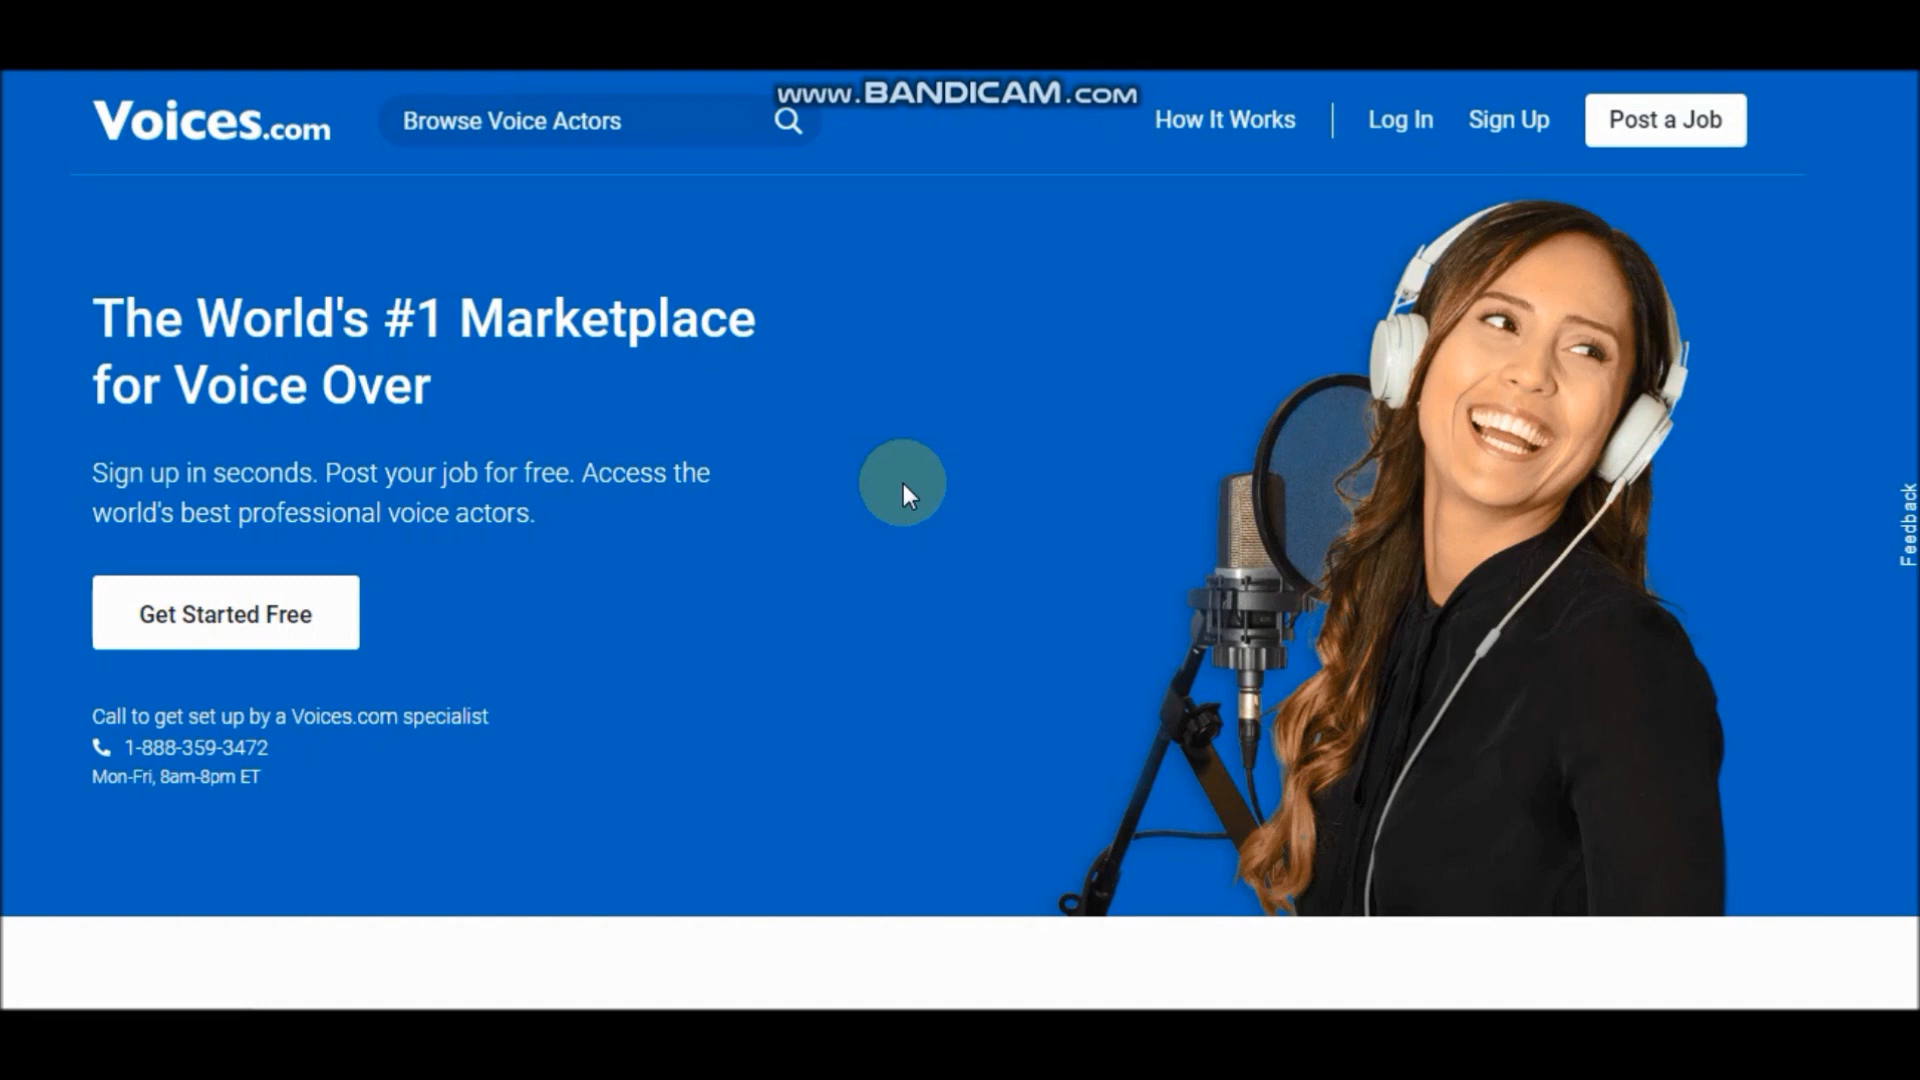 www.BANDICAM.com
Voices.com
Browse Voice Actors
How It Works
Log In
Sign Up
Post a Job
The World's #1 Marketplace
for Voice Over
Sign up in seconds. Post your job for free. Access the
world's best professional voice actors.
Get Started Free
Call to get set up by a Voices.com specialist
1-888-359-3472
Mon-Fri, 8am-8pm ET
Feedback